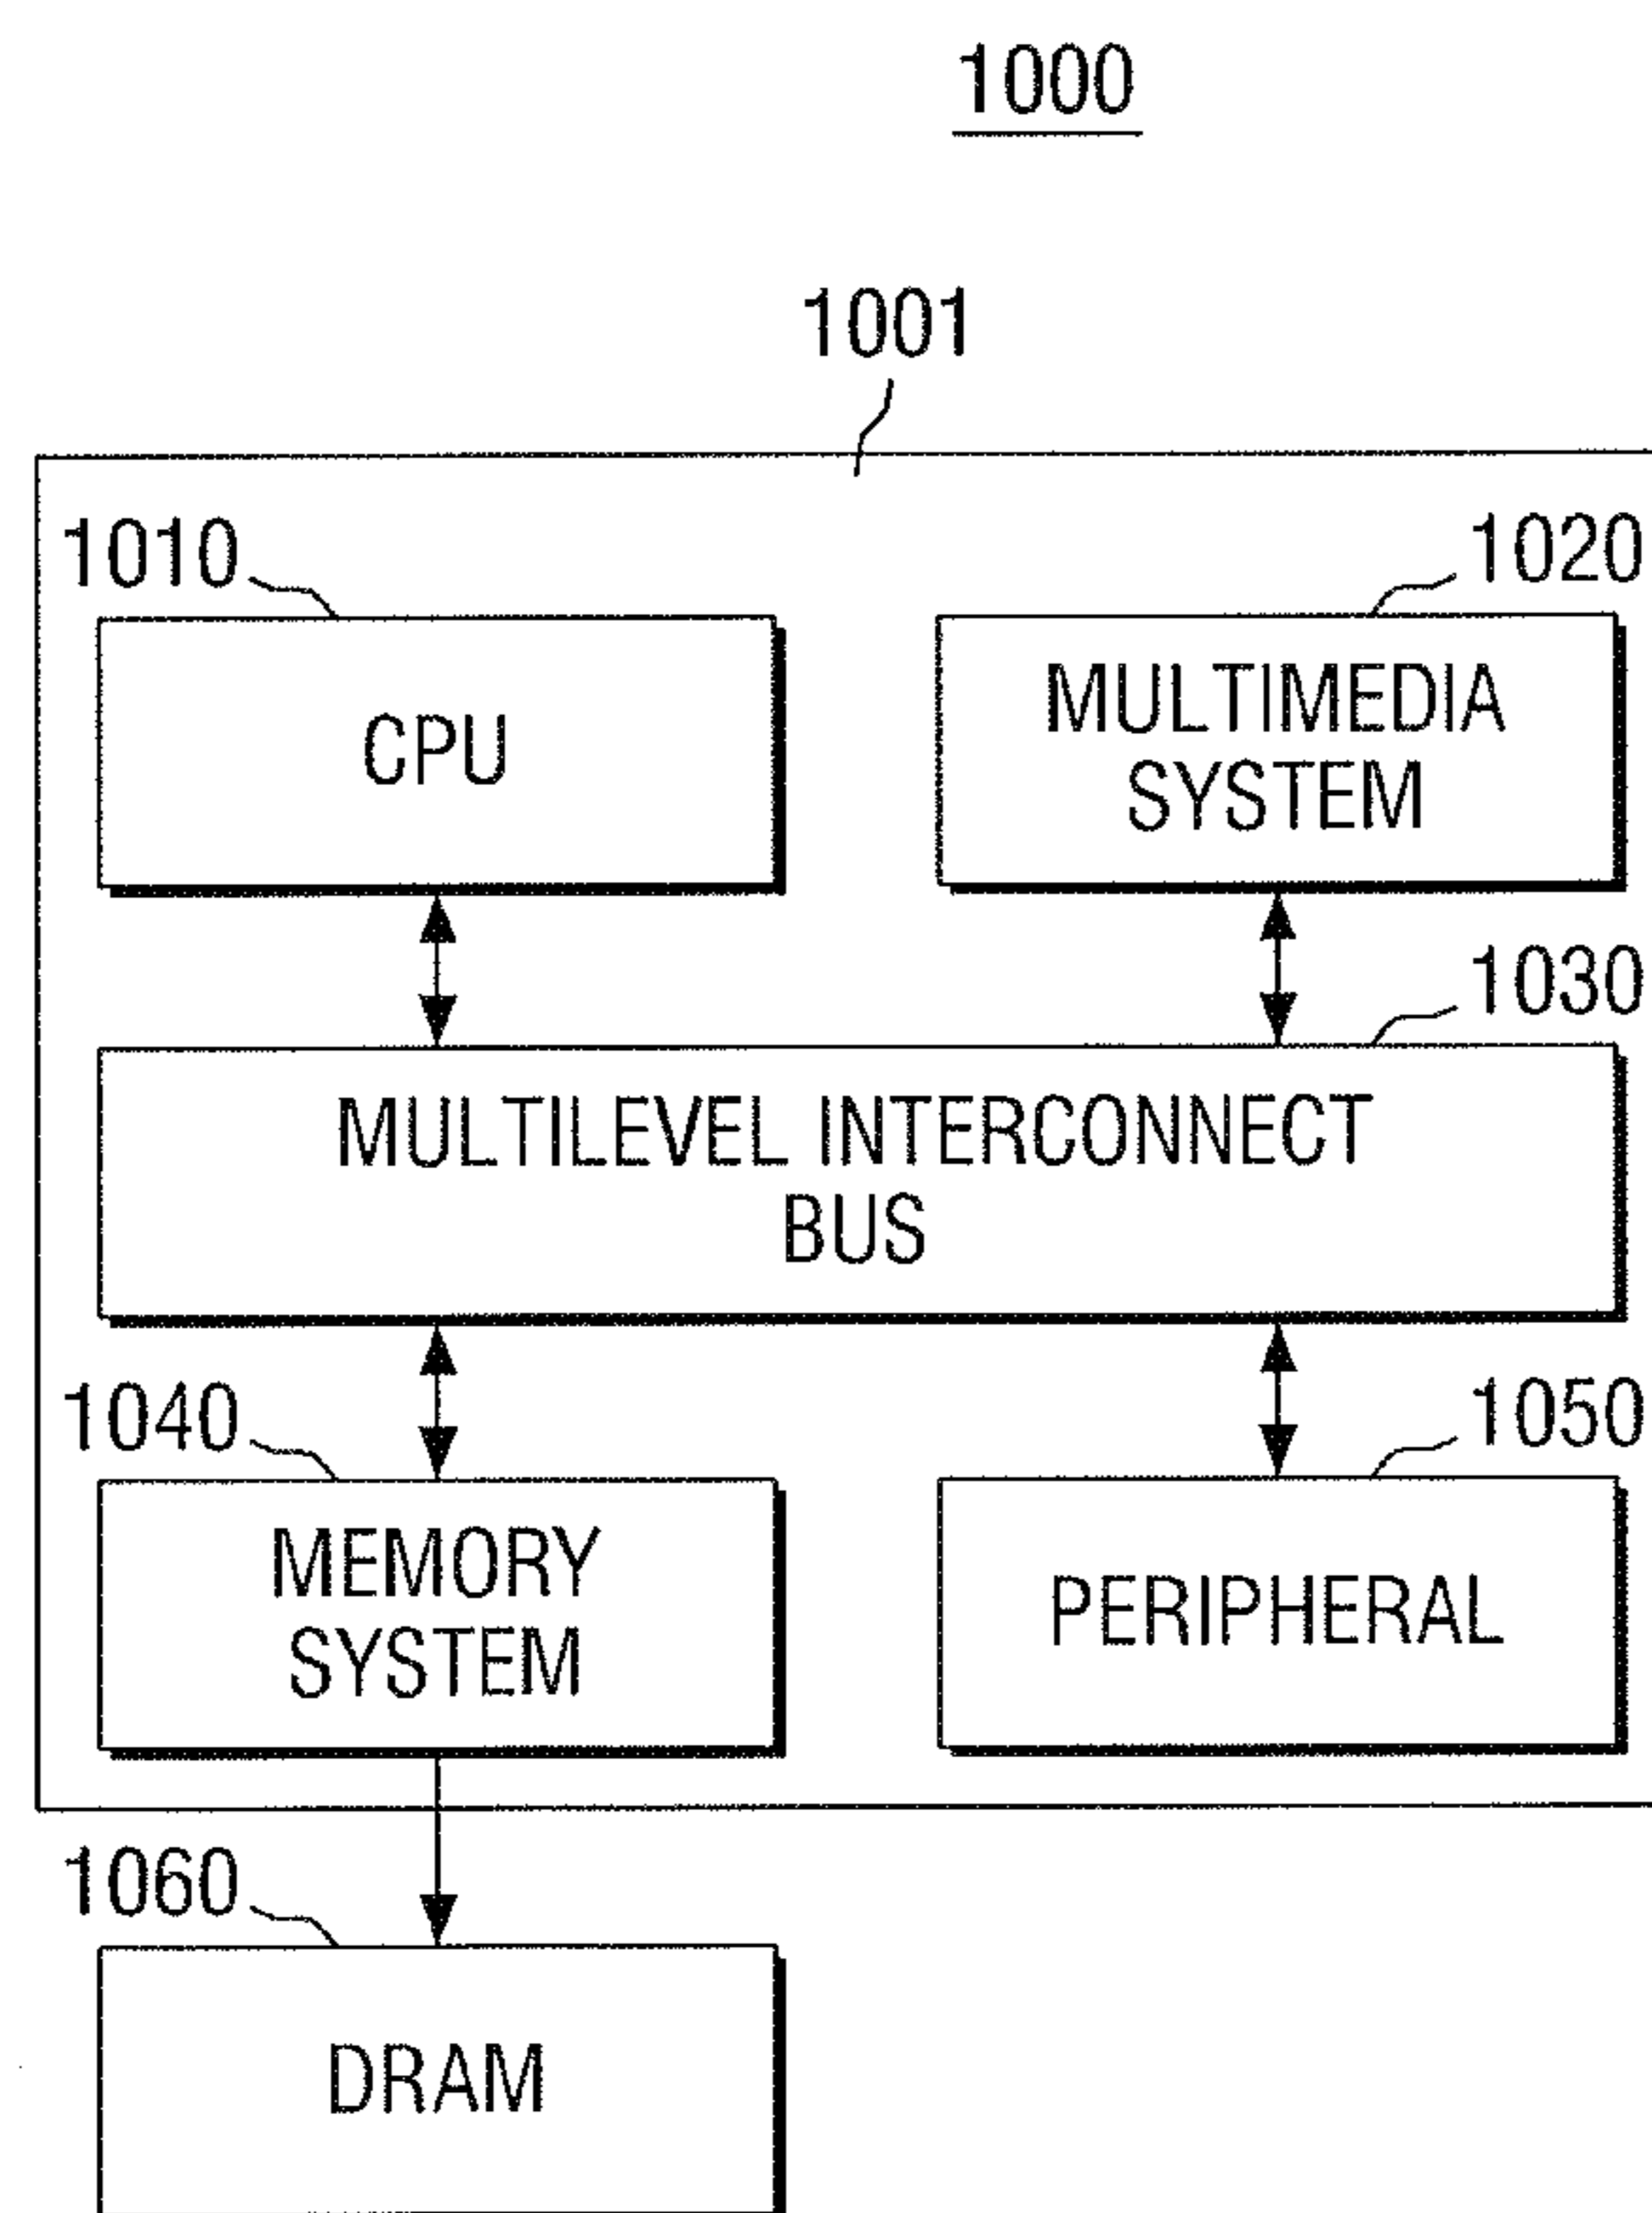 1000
1001
1010
1020
CPU
MULTIMEDIA
SYSTEM
1030
MULTILEVEL INTERCONNECT
BUS
1040
1050
MEMORY
SYSTEM
PERIPHERAL
1060
DRAM